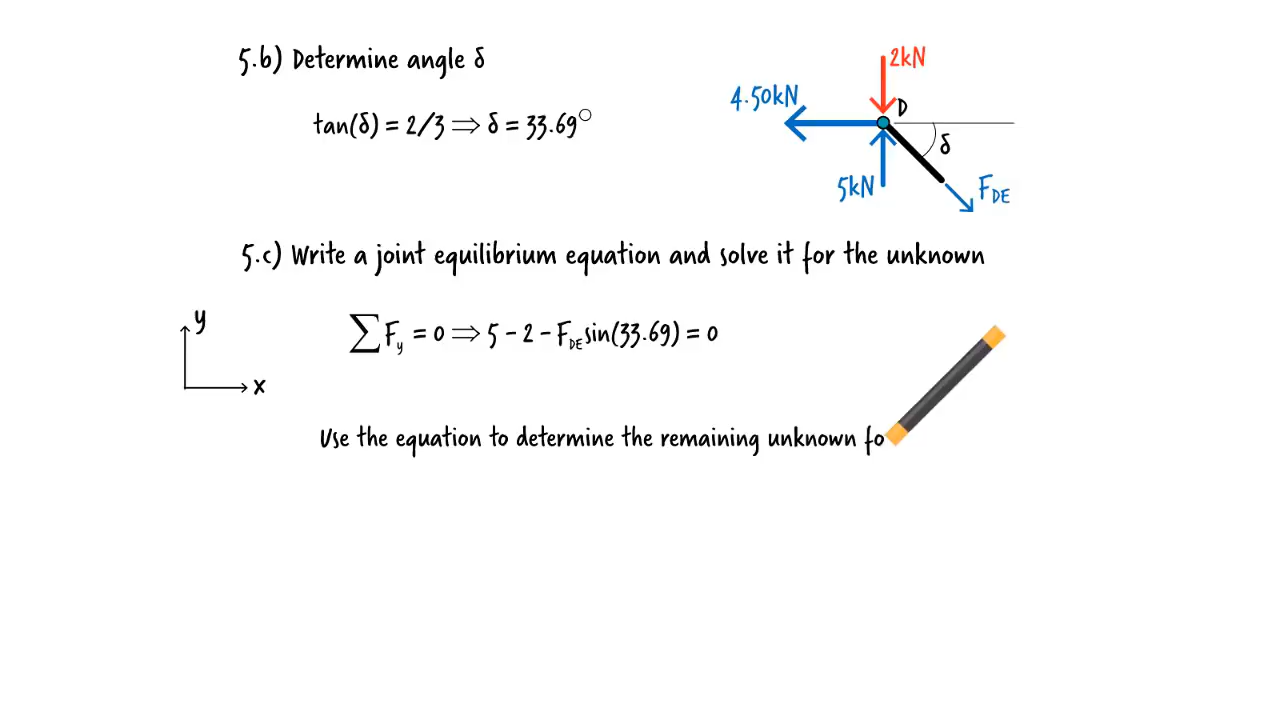 5.b) Determine angle δ
2kN
4.50kN
D
tan(δ) = 2/3 ⟹ δ = 33.69°
δ
5kN
F_DE
5.c) Write a joint equilibrium equation and solve it for the unknown
y
∑F_y = 0 ⟹ 5 - 2 - F_DE sin(33.69) = 0
x
Use the equation to determine the remaining unknown fo